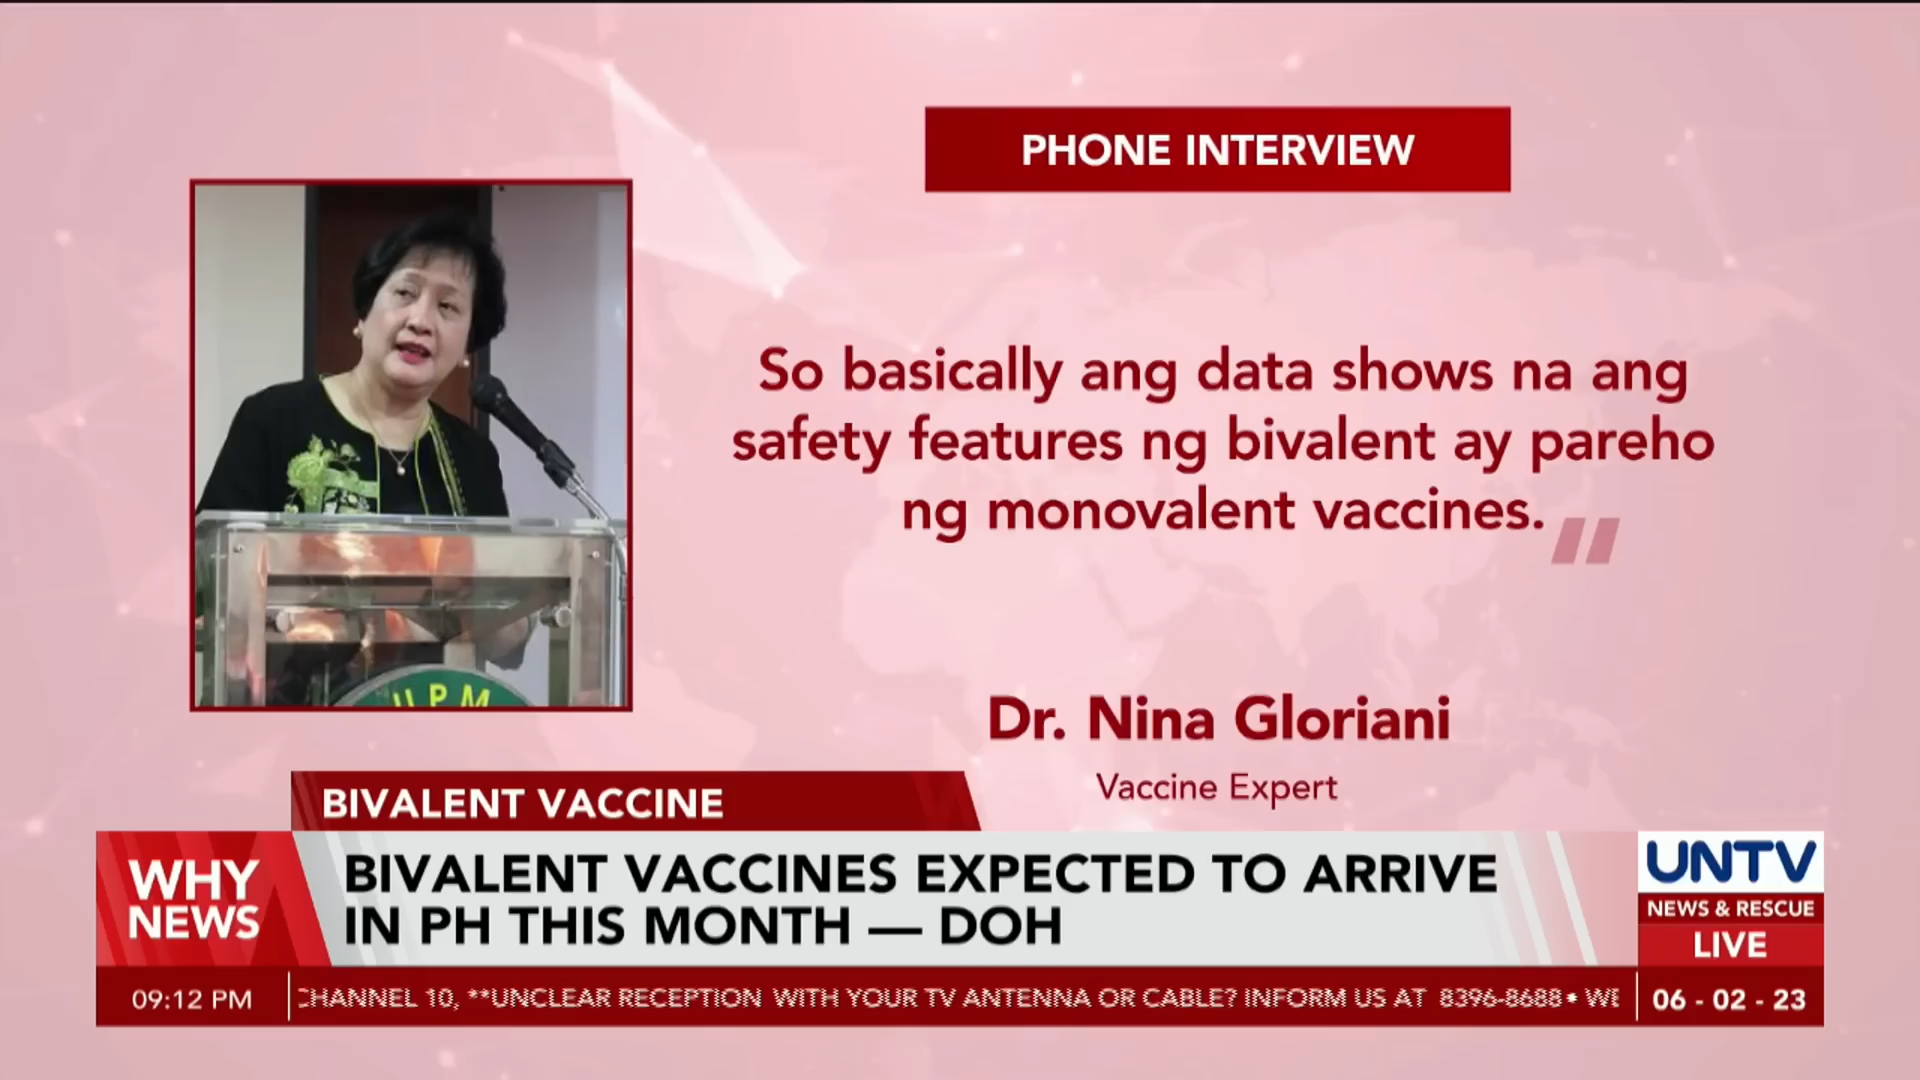 PHONE INTERVIEW
So basically ang data shows na ang
safety features ng bivalent ay pareho
ng monovalent vaccines.
"
Dr. Nina Gloriani
Vaccine Expert
UPM
BIVALENT VACCINE
WHY
NEWS
BIVALENT VACCINES EXPECTED TO ARRIVE
IN PH THIS MONTH — DOH
UNTV
NEWS & RESCUE
LIVE
09:12 PM
CHANNEL 10, **UNCLEAR RECEPTION WITH YOUR TV ANTENNA OR CABLE? INFORM US AT 8396-8688• WE
06 - 02 - 23